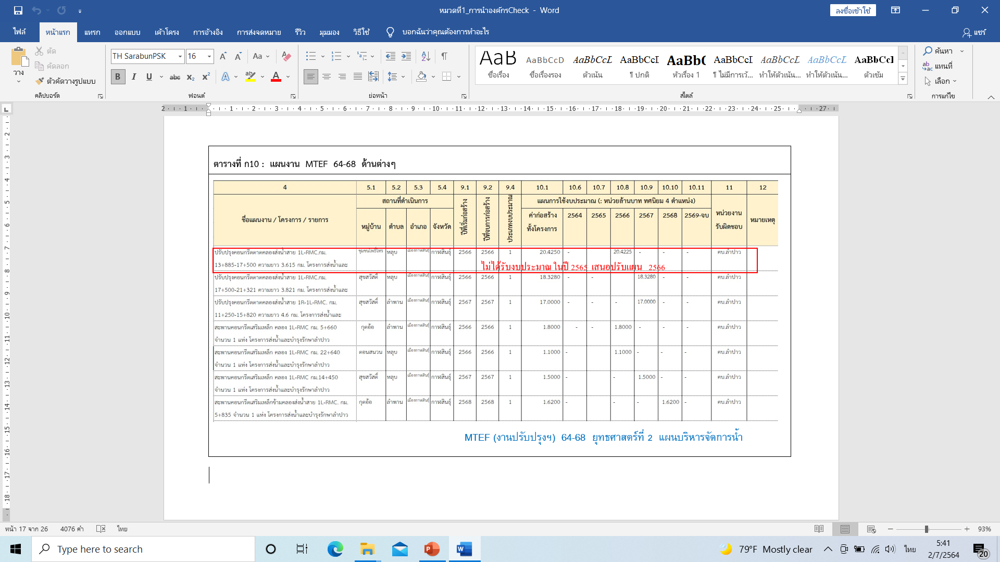 หมวดที่1_การนำองค์กรCheck - Word
ลงชื่อเข้าใช้
ไฟล์ หน้าแรก แทรก ออกแบบ เค้าโครง การอ้างอิง การส่งจดหมาย รีวิว มุมมอง วิธีใช้ บอกฉันว่าคุณต้องการทำอะไร แชร์
วาง ตัด คัดลอก ตัวคัดวางรูปแบบ
TH SarabunPSK 16
AaB AaBbCcD AaBbCcL AaBbCcI AaBb( AaBbCcI AaBbCcL AaBbCcL AaBbCcI
ชื่อเรื่อง ชื่อเรื่องรอง ตัวเน้น ¶ ปกติ หัวเรื่อง 1 ¶ ไม่มีการเว้... ทำให้ตัวเน้น... ทำให้ตัวเน้น... ตัวเข้ม
ค้นหา แทนที่ เลือก
คลิปบอร์ด ฟอนต์ ย่อหน้า สไตล์ การแก้ไข
ตารางที่ ก10 : แผนงาน MTEF 64-68 ด้านต่างๆ
4 5.1 5.2 5.3 5.4 9.1 9.2 9.4 10.1 10.6 10.7 10.8 10.9 10.10 10.11 11 12
ชื่อแผนงาน / โครงการ / รายการ สถานที่ดำเนินการ ปีที่เริ่มก่อสร้าง ปีที่จบการก่อสร้าง ประเภทงบประมาณ แผนการใช้งบประมาณ (: หน่วยล้านบาท ทศนิยม 4 ตำแหน่ง) หน่วยงานรับผิดชอบ หมายเหตุ
หมู่บ้าน ตำบล อำเภอ จังหวัด ค่าก่อสร้างทั้งโครงการ 2564 2565 2566 2567 2568 2569-จบ
ปรับปรุงคอนกรีตดาดคลองส่งน้ำสาย 1L-RMC.กม. ชุมชนโพธิ์ไทร หลุบ เมืองกาฬสินธุ์ กาฬสินธุ์ 2566 2566 1 20.4250 - 20.4225 - - - คบ.ลำปาว
13+885-17+500 ความยาว 3.615 กม. โครงการส่งน้ำและ
ไม่ได้รับงบประมาณ ในปี 2565 เสนอปรับแผน 2566
ปรับปรุงคอนกรีตดาดคลองส่งน้ำสาย 1L-RMC.กม. สุขสวัสดิ์ หลุบ เมืองกาฬสินธุ์ กาฬสินธุ์ 2566 2566 1 18.3280 - - 18.3280 - - คบ.ลำปาว
17+500-21+321 ความยาว 3.821 กม. โครงการส่งน้ำและ
ปรับปรุงคอนกรีตดาดคลองส่งน้ำสาย 1R-1L-RMC. กม. สุขสวัสดิ์ ลำพาน เมืองกาฬสินธุ์ กาฬสินธุ์ 2567 2567 1 17.0000 - - - 17.0000 - - คบ.ลำปาว
11+250-15+820 ความยาว 4.6 กม. โครงการส่งน้ำและ
สะพานคอนกรีตเสริมเหล็ก คลอง 1L-RMC กม. 5+660 กุดอ้อ ลำพาน เมืองกาฬสินธุ์ กาฬสินธุ์ 2566 2566 1 1.8000 - - 1.8000 - - - คบ.ลำปาว
จำนวน 1 แห่ง โครงการส่งน้ำและบำรุงรักษาลำปาว
สะพานคอนกรีตเสริมเหล็ก คลอง 1L-RMC กม. 22+640 ดอนสนวน หลุบ เมืองกาฬสินธุ์ กาฬสินธุ์ 2566 2566 1 1.1000 - 1.1000 - - - คบ.ลำปาว
จำนวน 1 แห่ง โครงการส่งน้ำและบำรุงรักษาลำปาว
สะพานคอนกรีตเสริมเหล็ก คลอง 1L-RMC กม.14+450 สุขสวัสดิ์ หลุบ เมืองกาฬสินธุ์ กาฬสินธุ์ 2567 2567 1 1.5000 - - 1.5000 - - คบ.ลำปาว
จำนวน 1 แห่ง โครงการส่งน้ำและบำรุงรักษาลำปาว
สะพานคอนกรีตเสริมเหล็กข้ามคลองส่งน้ำสาย 1L-RMC. กม. กุดอ้อ ลำพาน เมืองกาฬสินธุ์ กาฬสินธุ์ 2568 2568 1 1.6200 - - - 1.6200 - คบ.ลำปาว
5+835 จำนวน 1 แห่ง โครงการส่งน้ำและบำรุงรักษาลำปาว
MTEF (งานปรับปรุงฯ) 64-68 ยุทธศาสตร์ที่ 2 แผนบริหารจัดการน้ำ
หน้า 17 จาก 26 4076 คำ ไทย 93%
Type here to search 79°F Mostly clear ไทย 5:41
2/7/2564 20